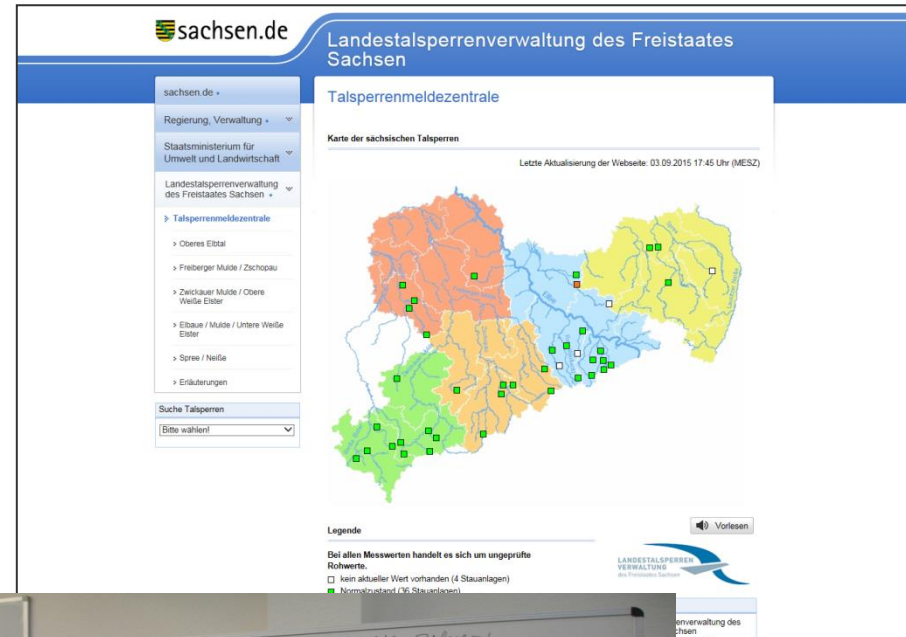 sachsen.de
Landestalsperrenverwaltung des Freistaates
Sachsen
sachsen.de
Regierung, Verwaltung
Staatsministerium für
Umwelt und Landwirtschaft
Landestalsperrenverwaltung
des Freistaates Sachsen
Talsperrenmeldezentrale
Oberes Elbtal
Freiberger Mulde / Zschopau
Zwickauer Mulde / Obere
Weiße Elster
Elbaue / Mulde / Untere Weiße
Elster
Spree / Neiße
Erläuterungen
Suche Talsperren
Bitte wählen!
Talsperrenmeldezentrale
Karte der sächsischen Talsperren
Letzte Aktualisierung der Webseite: 03.09.2015 17:45 Uhr (MESZ)
Elbe
Vorlesen
Legende
Bei allen Messwerten handelt es sich um ungeprüfte
Rohwerte.
kein aktueller Wert vorhanden (4 Stauanlagen)
Normalzustand (36 Stauanlagen)
LANDESTALSPERREN
VERWALTUNG
des Freistaates Sachsen